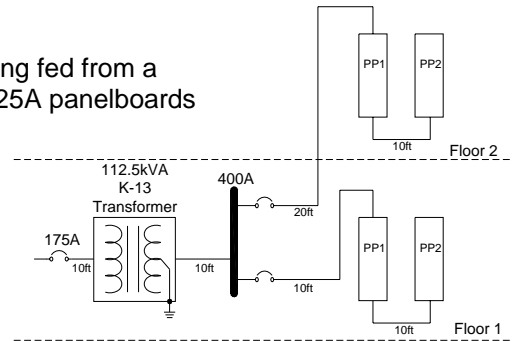 ng fed from a
25A panelboards
PP1
PP2
10ft
Floor 2
112.5kVA
K-13
Transformer
400A
175A
10ft
10ft
20ft
10ft
PP1
PP2
10ft
Floor 1